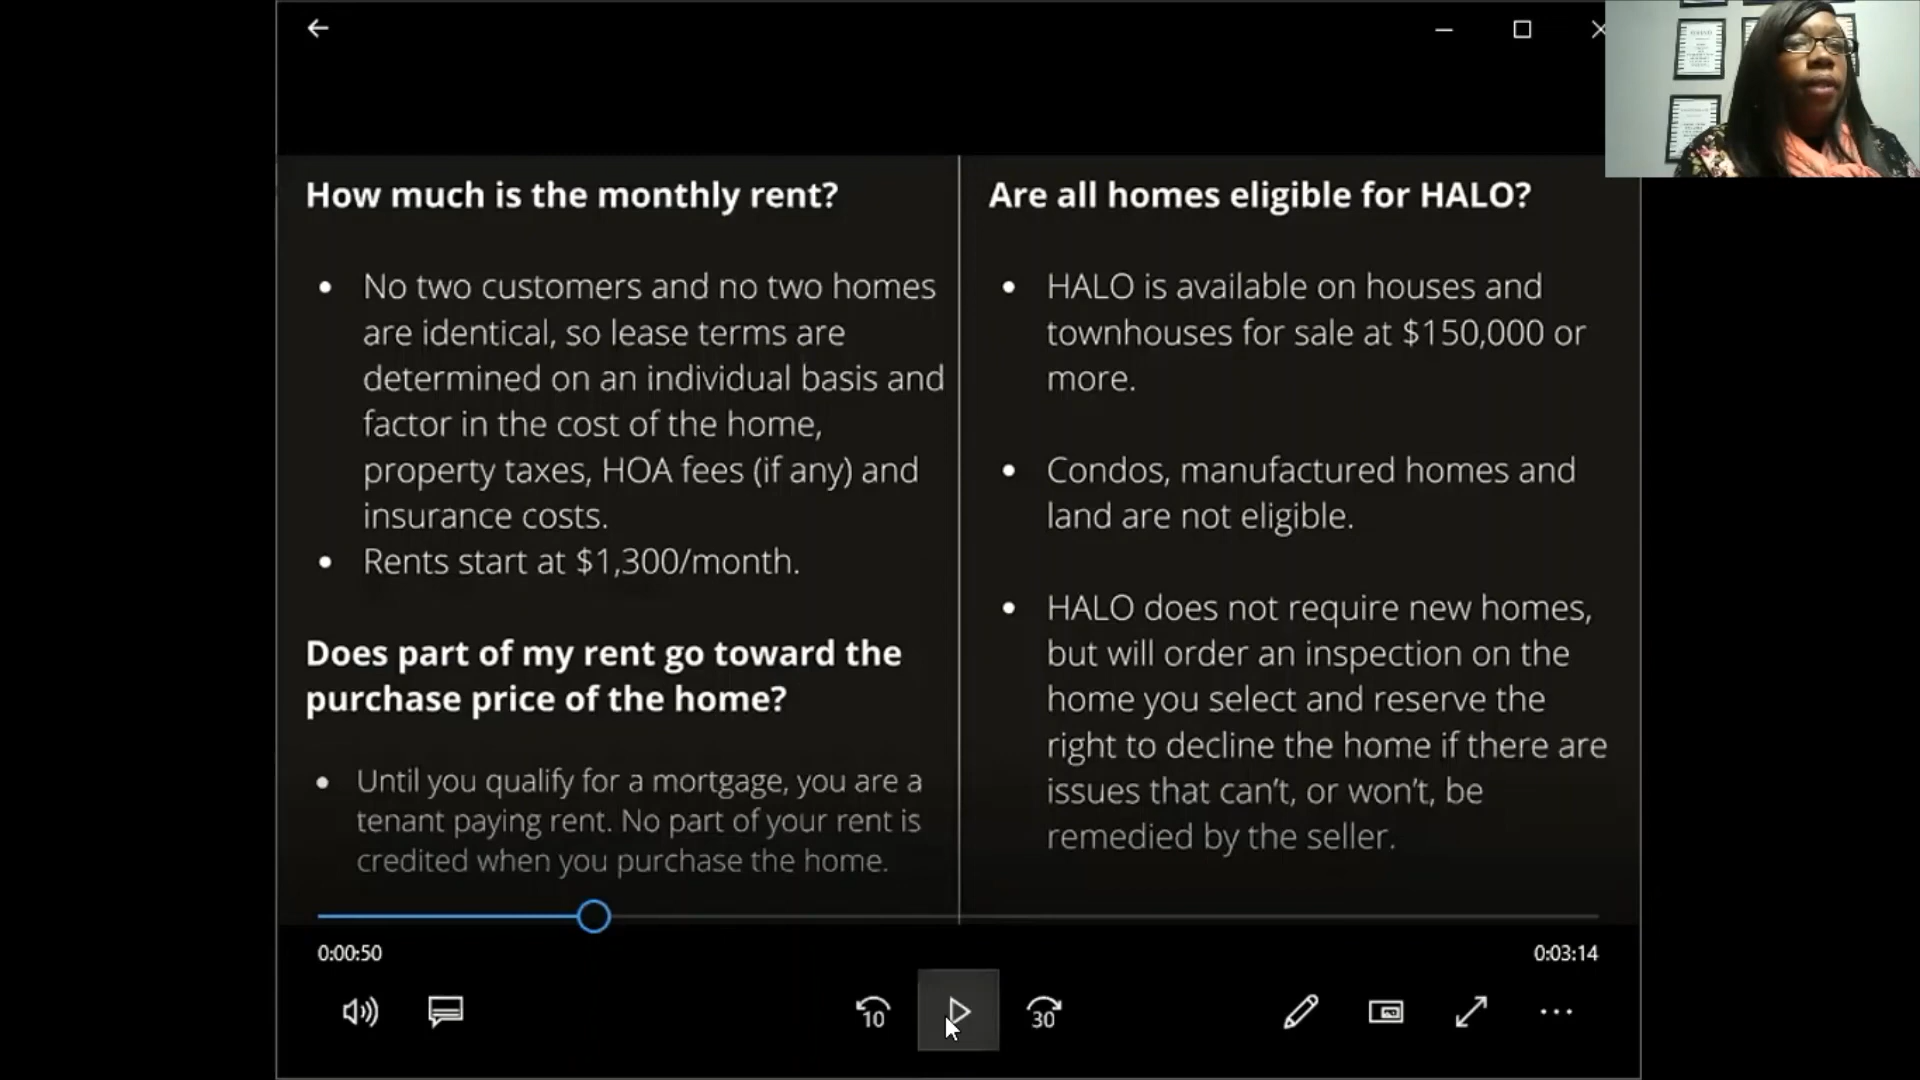 How much is the monthly rent?
• No two customers and no two homes
are identical, so lease terms are
determined on an individual basis and
factor in the cost of the home,
property taxes, HOA fees (if any) and
insurance costs.
• Rents start at $1,300/month.
Does part of my rent go toward the
purchase price of the home?
• Until you qualify for a mortgage, you are a
tenant paying rent. No part of your rent is
credited when you purchase the home.
Are all homes eligible for HALO?
• HALO is available on houses and
townhouses for sale at $150,000 or
more.
• Condos, manufactured homes and
land are not eligible.
• HALO does not require new homes,
but will order an inspection on the
home you select and reserve the
right to decline the home if there are
issues that can't, or won't, be
remedied by the seller.
0:00:50
0:03:14
10
30